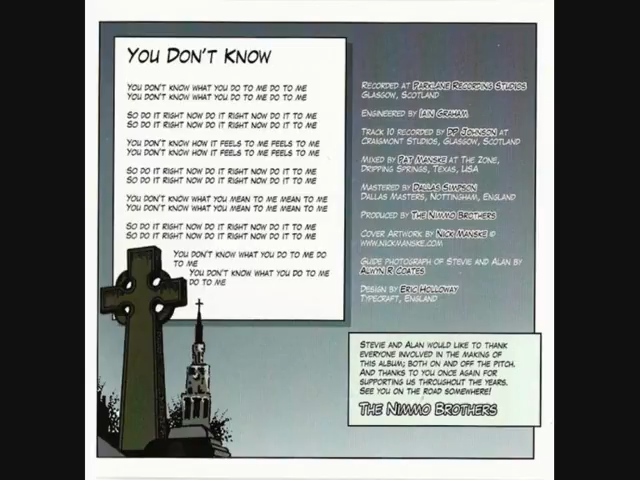 YOU DON'T KNOW
YOU DON'T KNOW WHAT YOU DO TO ME DO TO ME
YOU DON'T KNOW WHAT YOU DO TO ME DO TO ME
SO DO IT RIGHT NOW DO IT RIGHT NOW DO IT TO ME
SO DO IT RIGHT NOW DO IT RIGHT NOW DO IT TO ME
YOU DON'T KNOW HOW IT FEELS TO ME FEELS TO ME
YOU DON'T KNOW HOW IT FEELS TO ME FEELS TO ME
SO DO IT RIGHT NOW DO IT RIGHT NOW DO IT TO ME
SO DO IT RIGHT NOW DO IT RIGHT NOW DO IT TO ME
YOU DON'T KNOW WHAT YOU MEAN TO ME MEAN TO ME
YOU DON'T KNOW WHAT YOU MEAN TO ME MEAN TO ME
SO DO IT RIGHT NOW DO IT RIGHT NOW DO IT TO ME
SO DO IT RIGHT NOW DO IT RIGHT NOW DO IT TO ME
YOU DON'T KNOW WHAT YOU DO TO ME DO
TO ME
YOU DON'T KNOW WHAT YOU DO TO ME
DO TO ME
RECORDED AT PARKLANE RECORDING STUDIOS
GLASGOW, SCOTLAND
ENGINEERED BY IAIN GRAHAM
TRACK 10 RECORDED BY DP JOHNSON AT
CRAIGMONT STUDIOS, GLASGOW, SCOTLAND
MIXED BY PAT MANSKE AT THE ZONE,
DRIPPING SPRINGS, TEXAS, USA
MASTERED BY DALLAS SIMPSON
DALLAS MASTERS, NOTTINGHAM, ENGLAND
PRODUCED BY THE NIMMO BROTHERS
COVER ARTWORK BY NICK MANSKE ©
WWW.NICKMANSKE.COM
GUIDE PHOTOGRAPH OF STEVIE AND ALAN BY
ALWYN R COATES
DESIGN BY ERIC HOLLOWAY
TYPECRAFT, ENGLAND
STEVIE AND ALAN WOULD LIKE TO THANK
EVERYONE INVOLVED IN THE MAKING OF
THIS ALBUM; BOTH ON AND OFF THE PITCH.
AND THANKS TO YOU ONCE AGAIN FOR
SUPPORTING US THROUGHOUT THE YEARS.
SEE YOU ON THE ROAD SOMEWHERE!
THE NIMMO BROTHERS